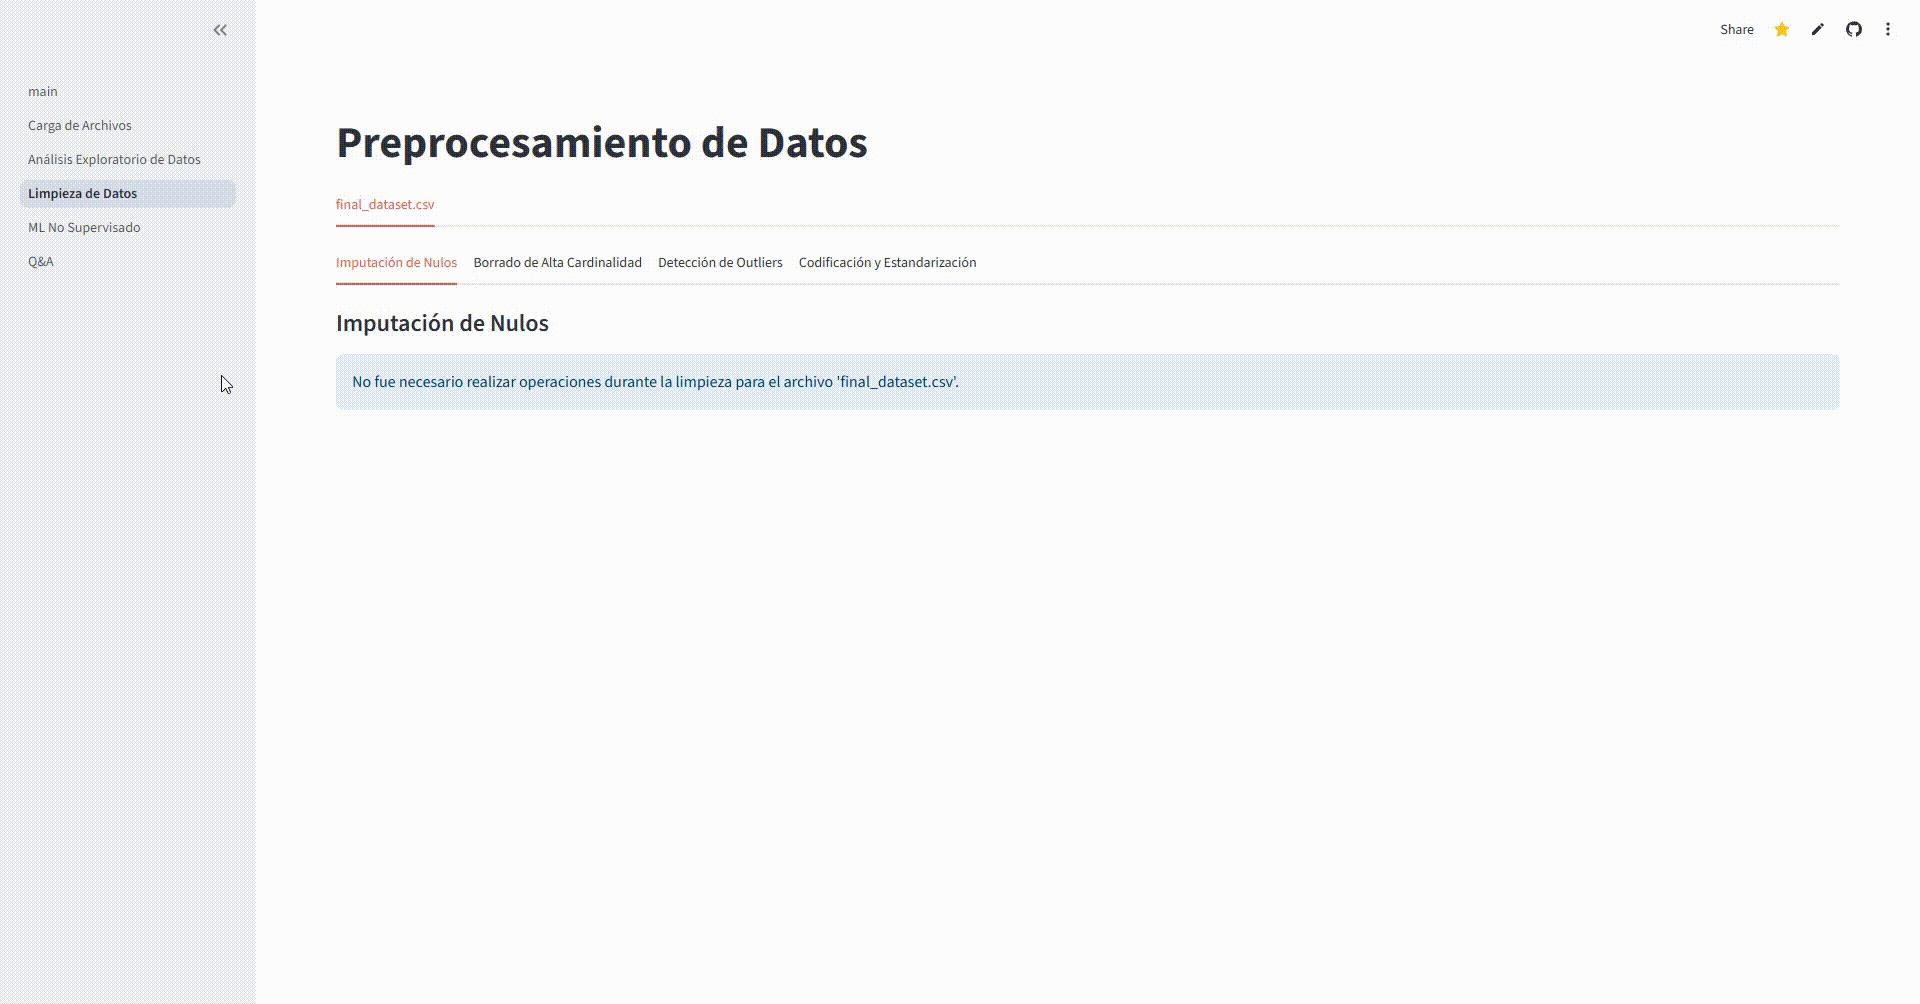 Share
main
Carga de Archivos
Análisis Exploratorio de Datos
Limpieza de Datos
ML No Supervisado
Q&A
Preprocesamiento de Datos
final_dataset.csv
Imputación de Nulos Borrado de Alta Cardinalidad Detección de Outliers Codificación y Estandarización
Imputación de Nulos
No fue necesario realizar operaciones durante la limpieza para el archivo 'final_dataset.csv'.